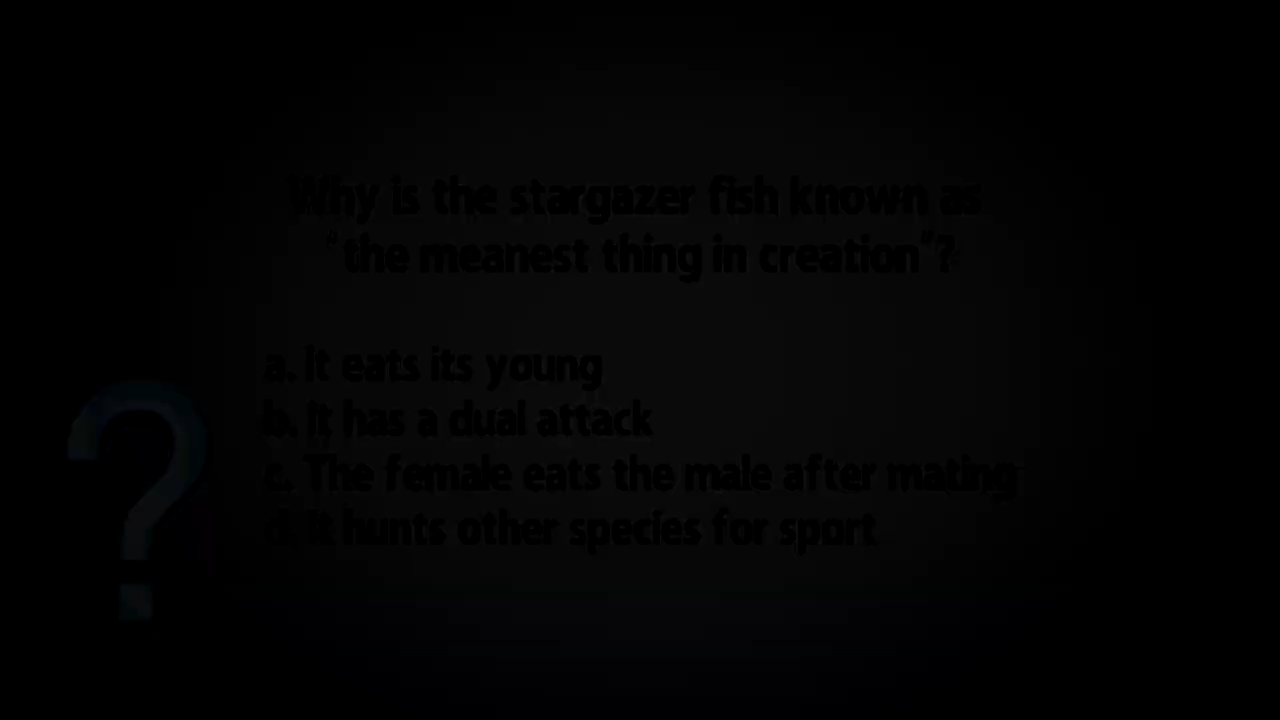 Why is the stargazer fish known as
"the meanest thing in creation"?
a. It eats its young
b. It has a dual attack
c. The female eats the male after mating
d. It hunts other species for sport
?